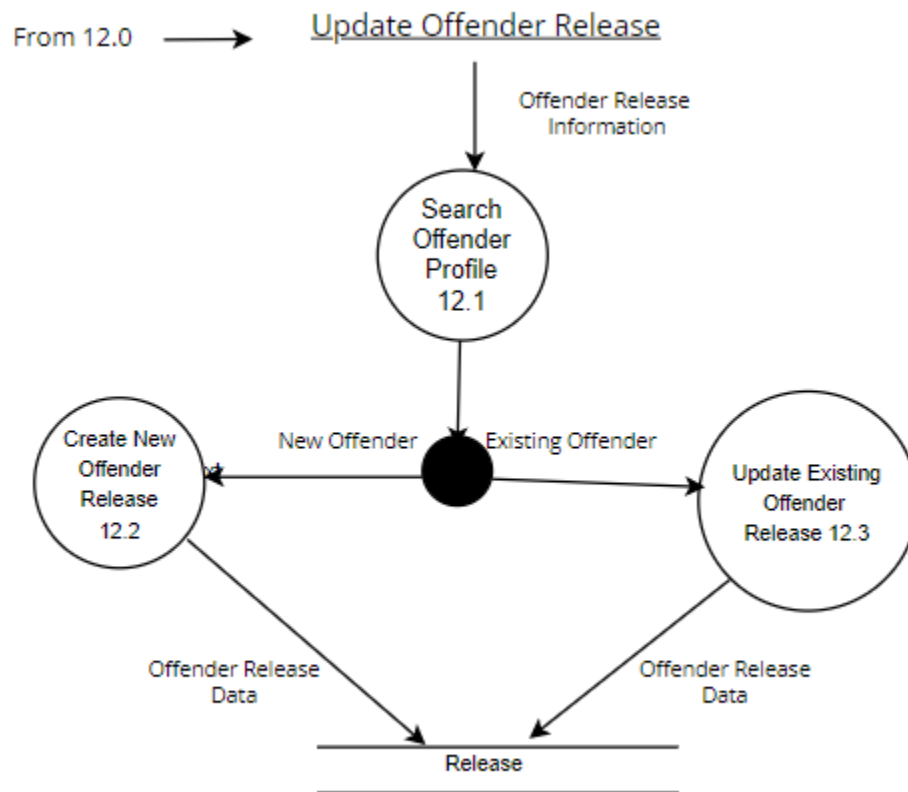 From 12.0
Update Offender Release
Offender Release
Information
Search
Offender
Profile
12.1
New Offender
Existing Offender
Create New
Offender
Release
12.2
Update Existing
Offender
Release 12.3
Offender Release
Data
Offender Release
Data
Release